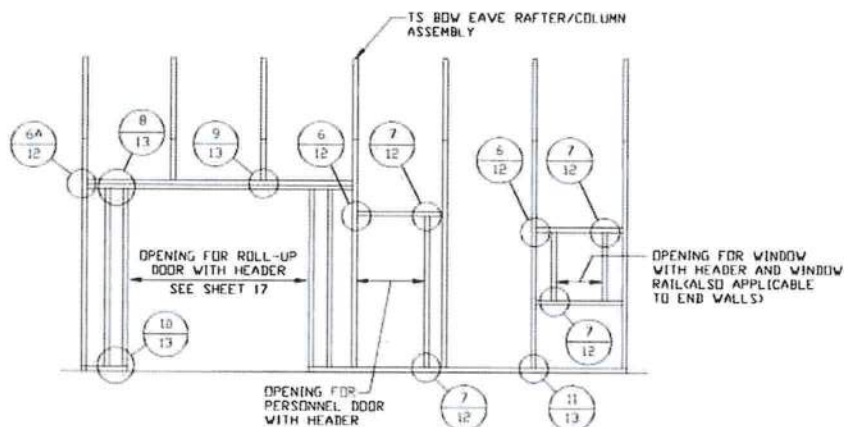 TS BOW EAVE RAFTER/COLUMN
ASSEMBLY
6A
12
8
13
9
13
6
12
7
12
6
12
7
12
OPENING FOR ROLL-UP
DOOR WITH HEADER
SEE SHEET 17
OPENING FOR WINDOW
WITH HEADER AND WINDOW
RAIL(ALSO APPLICABLE
TO END WALLS)
10
13
7
12
OPENING FOR
PERSONNEL DOOR
WITH HEADER
7
12
11
13